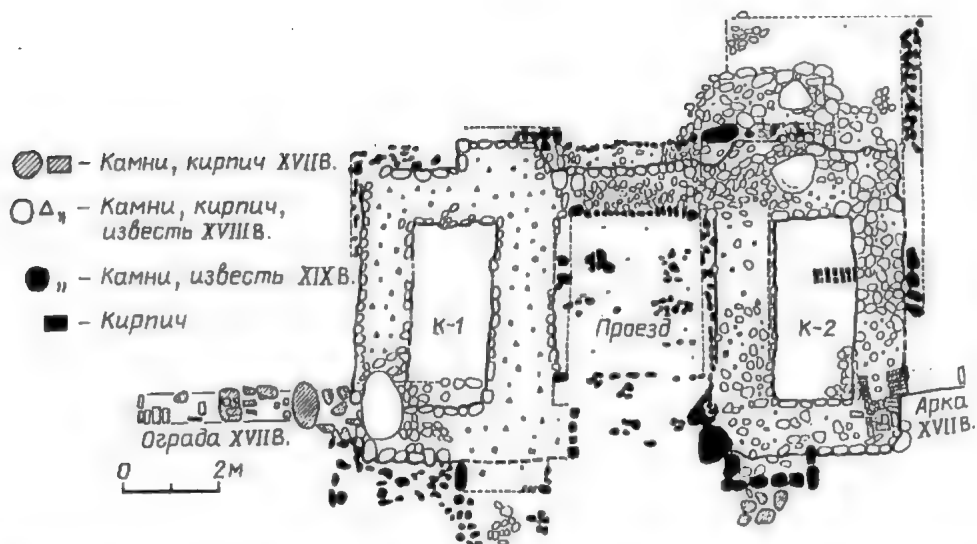 – Камни, кирпич XVIIВ.
– Камни, кирпич,
известь XVIIIВ.
– Камни, известь XIXВ.
– Кирпич
К-1
Проезд
К-2
Ограда XVIIВ.
Арка
XVIIВ.
0 2м